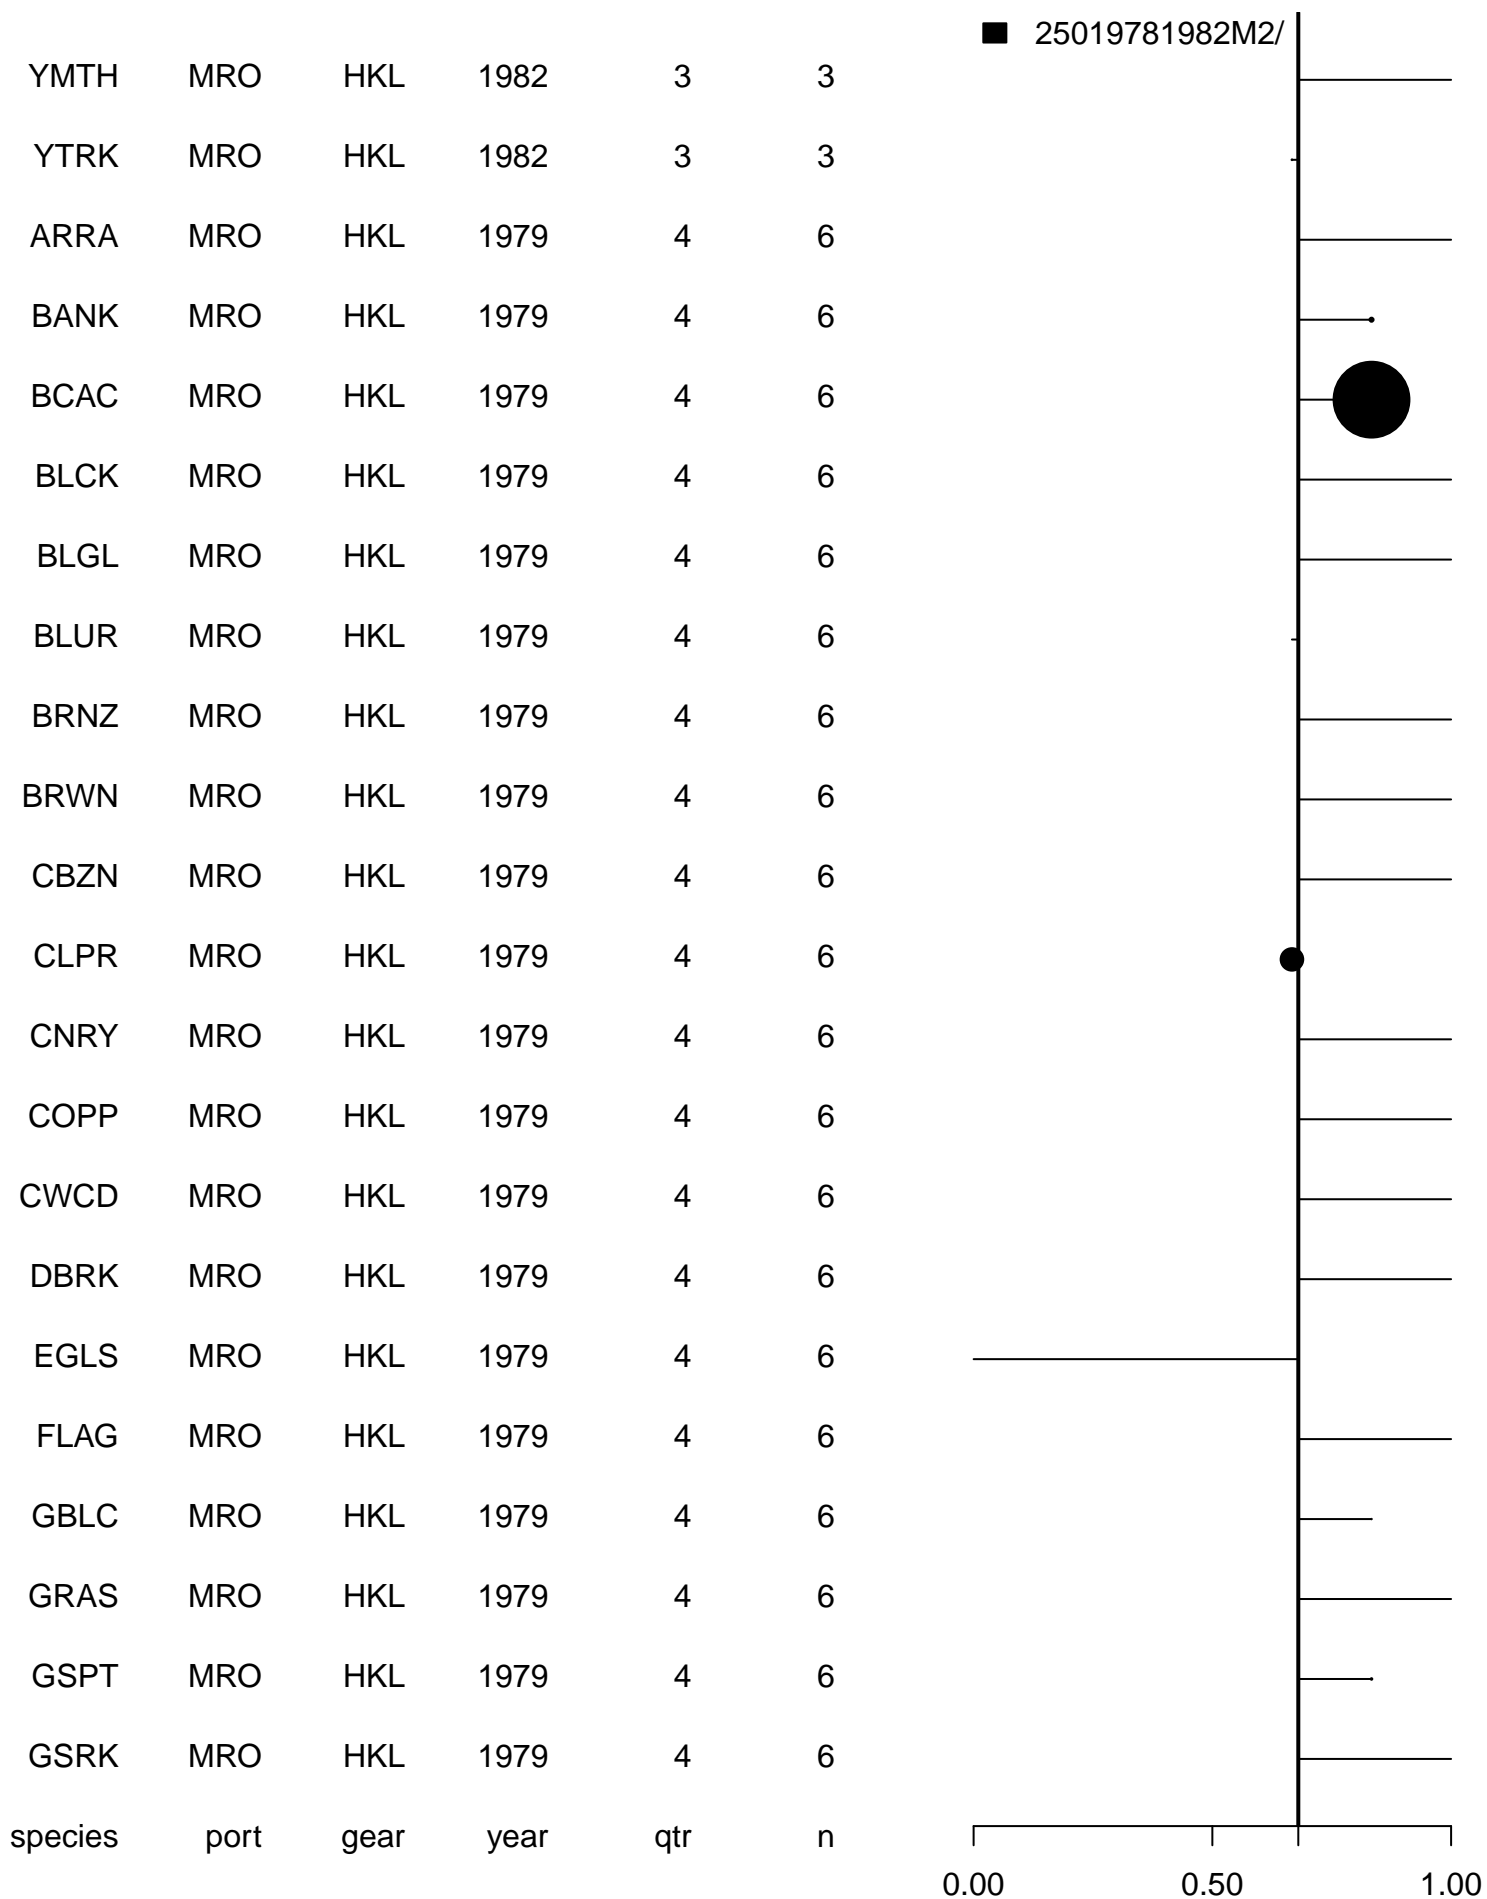 25019781982M2/
YMTH MRO HKL 1982 3 3
YTRK MRO HKL 1982 3 3
ARRA MRO HKL 1979 4 6
BANK MRO HKL 1979 4 6
BCAC MRO HKL 1979 4 6
BLCK MRO HKL 1979 4 6
BLGL MRO HKL 1979 4 6
BLUR MRO HKL 1979 4 6
BRNZ MRO HKL 1979 4 6
BRWN MRO HKL 1979 4 6
CBZN MRO HKL 1979 4 6
CLPR MRO HKL 1979 4 6
CNRY MRO HKL 1979 4 6
COPP MRO HKL 1979 4 6
CWCD MRO HKL 1979 4 6
DBRK MRO HKL 1979 4 6
EGLS MRO HKL 1979 4 6
FLAG MRO HKL 1979 4 6
GBLC MRO HKL 1979 4 6
GRAS MRO HKL 1979 4 6
GSPT MRO HKL 1979 4 6
GSRK MRO HKL 1979 4 6
species port gear year qtr n
0.00 0.50 1.00